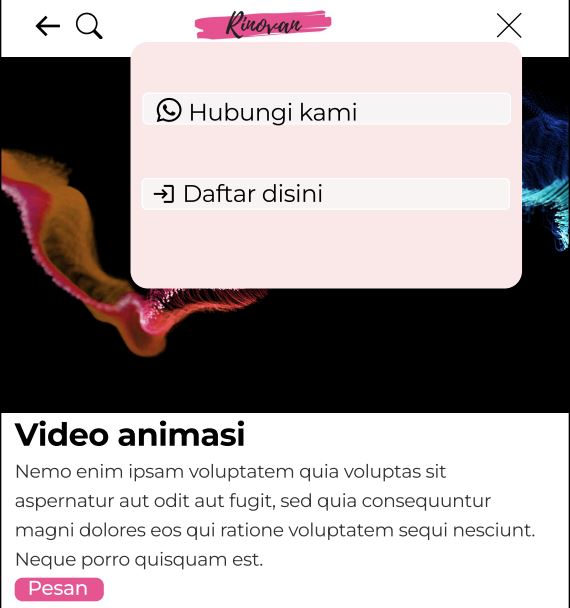 Rinovan
Hubungi kami
Daftar disini
Video animasi
Nemo enim ipsam voluptatem quia voluptas sit
aspernatur aut odit aut fugit, sed quia consequuntur
magni dolores eos qui ratione voluptatem sequi nesciunt.
Neque porro quisquam est.
Pesan